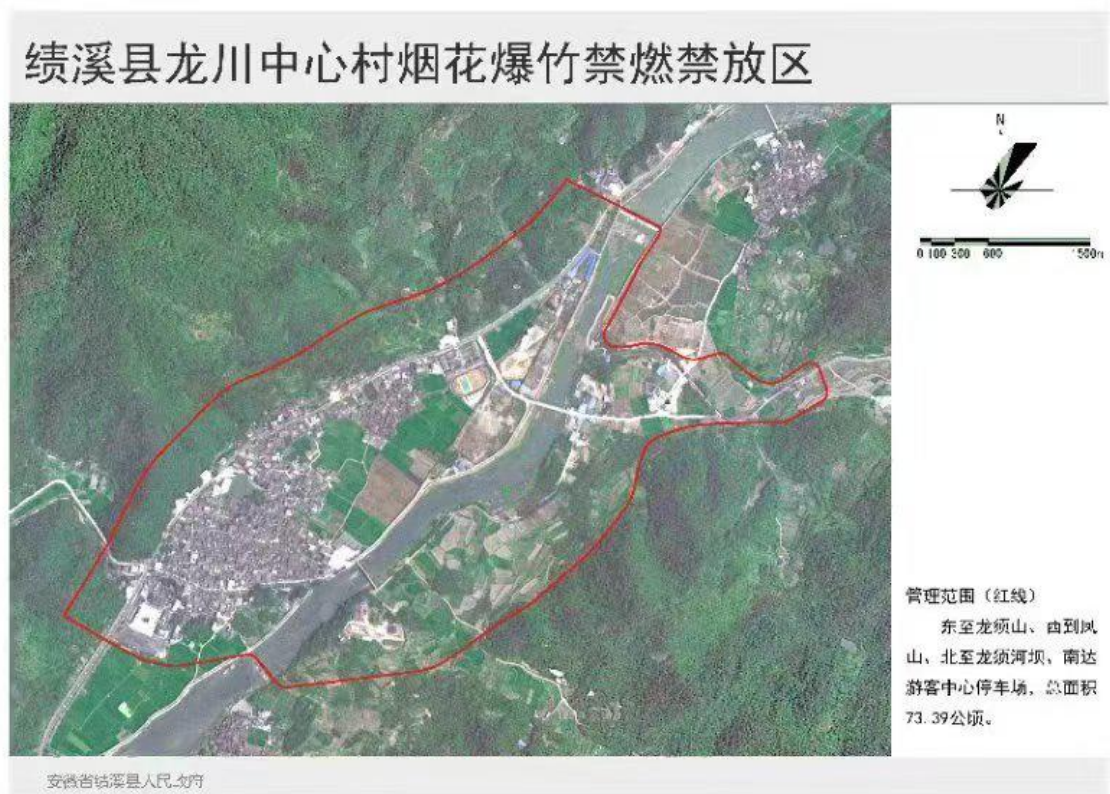 绩溪县龙川中心村烟花爆竹禁燃禁放区
N
0 100 300 600 1500m
管理范围（红线）
东至龙须山、西到凤
山、北至龙须河坝、南达
游客中心停车场，总面积
73.39公顷。
安徽省绩溪县人民政府